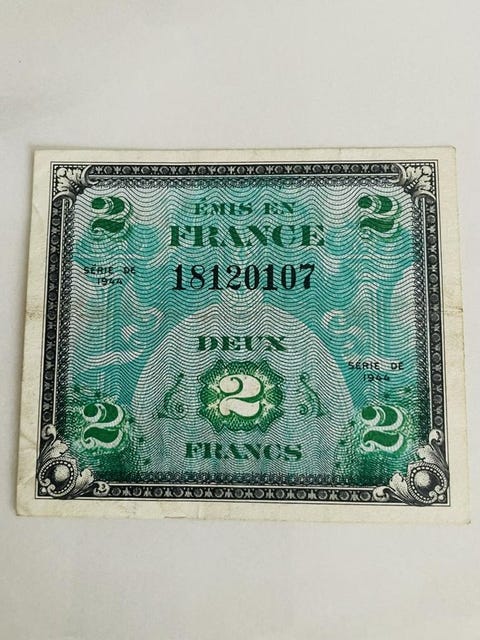 2 2
ÉMIS EN
FRANCE
SÉRIE DE
1944
18120107
DEUX
SÉRIE DE
1944
2 2 2
FRANCS